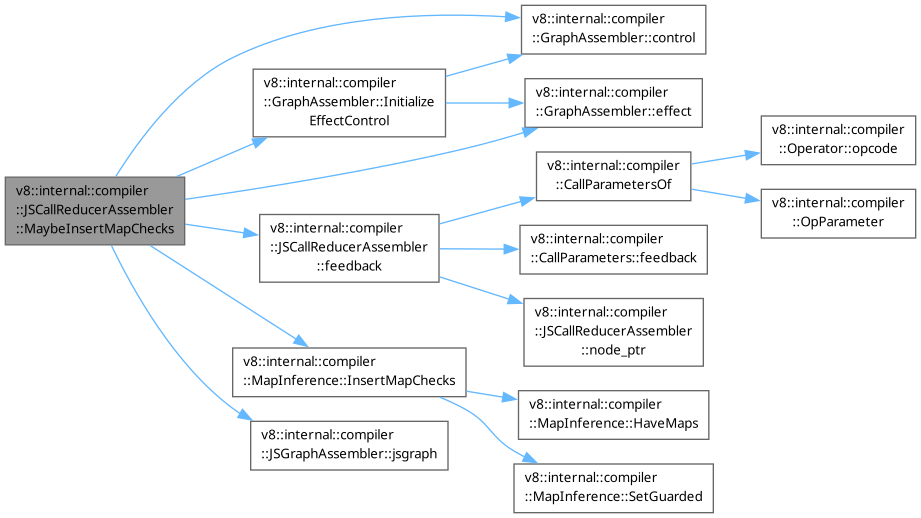 v8::internal::compiler
::JSCallReducerAssembler
::MaybeInsertMapChecks
v8::internal::compiler
::GraphAssembler::control
v8::internal::compiler
::GraphAssembler::Initialize
EffectControl
v8::internal::compiler
::GraphAssembler::effect
v8::internal::compiler
::JSCallReducerAssembler
::feedback
v8::internal::compiler
::CallParametersOf
v8::internal::compiler
::Operator::opcode
v8::internal::compiler
::OpParameter
v8::internal::compiler
::CallParameters::feedback
v8::internal::compiler
::JSCallReducerAssembler
::node_ptr
v8::internal::compiler
::MapInference::InsertMapChecks
v8::internal::compiler
::MapInference::HaveMaps
v8::internal::compiler
::MapInference::SetGuarded
v8::internal::compiler
::JSGraphAssembler::jsgraph